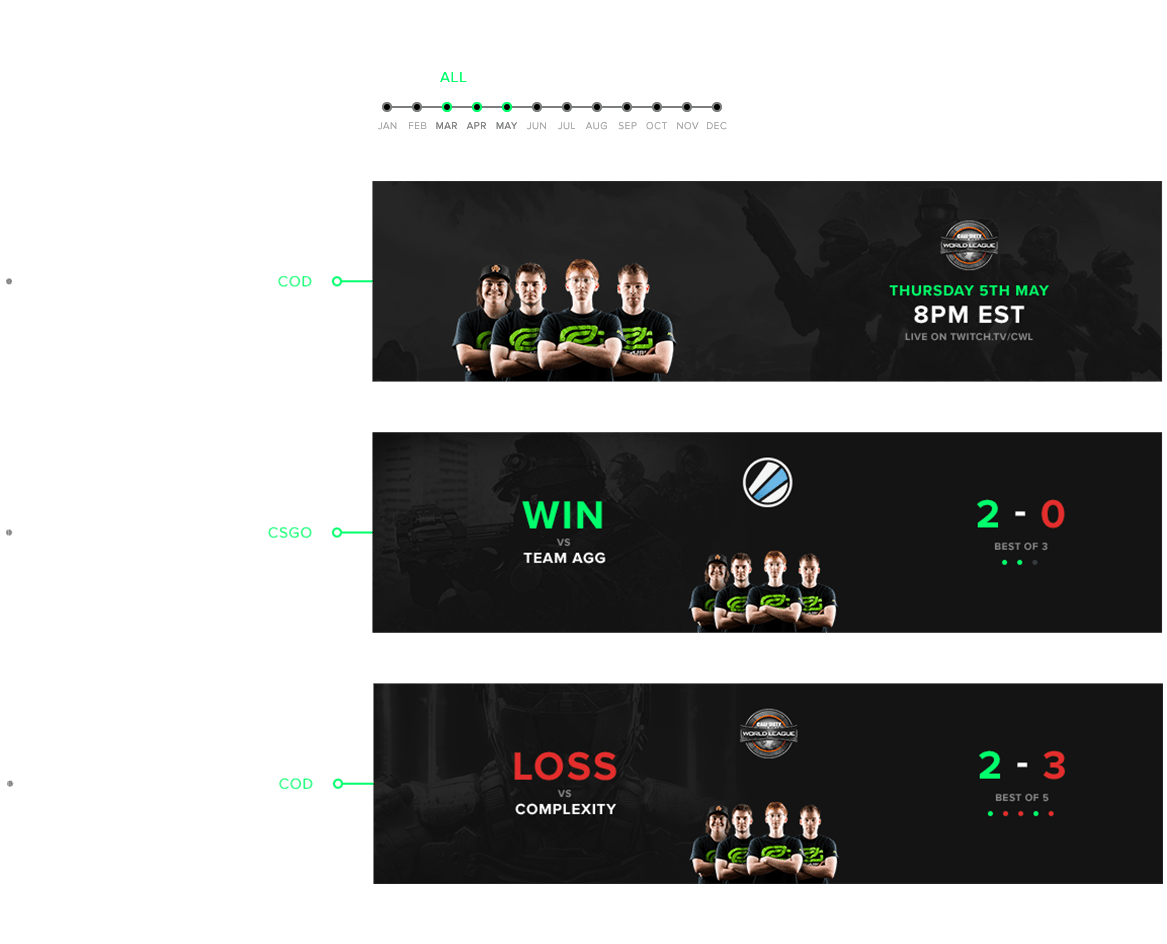 ALL
JAN FEB MAR APR MAY JUN JUL AUG SEP OCT NOV DEC
COD
CALL DUTY
WORLD LEAGUE
THURSDAY 5TH MAY
8PM EST
LIVE ON TWITCH.TV/CWL
CSGO
WIN
VS
TEAM AGG
2 - 0
BEST OF 3
COD
LOSS
VS
COMPLEXITY
CALL DUTY
WORLD LEAGUE
2 - 3
BEST OF 5